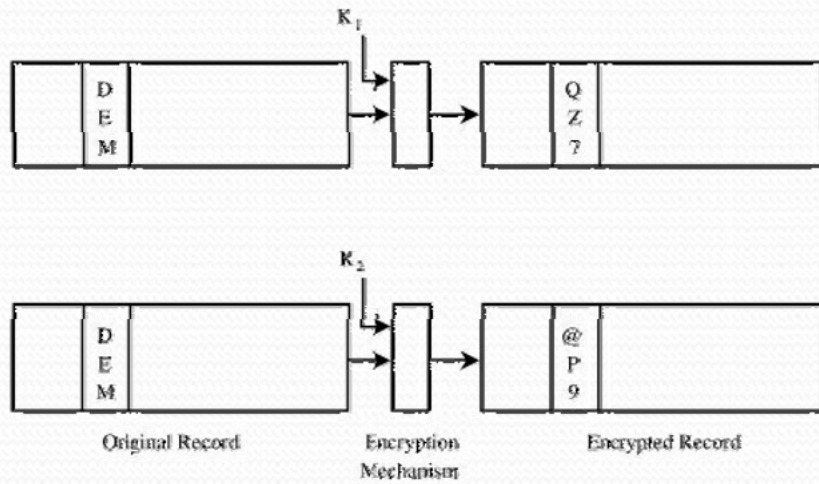 K1
D
E
M
Q
Z
7
K2
D
E
M
@
P
9
Original Record
Encryption
Mechanism
Encrypted Record